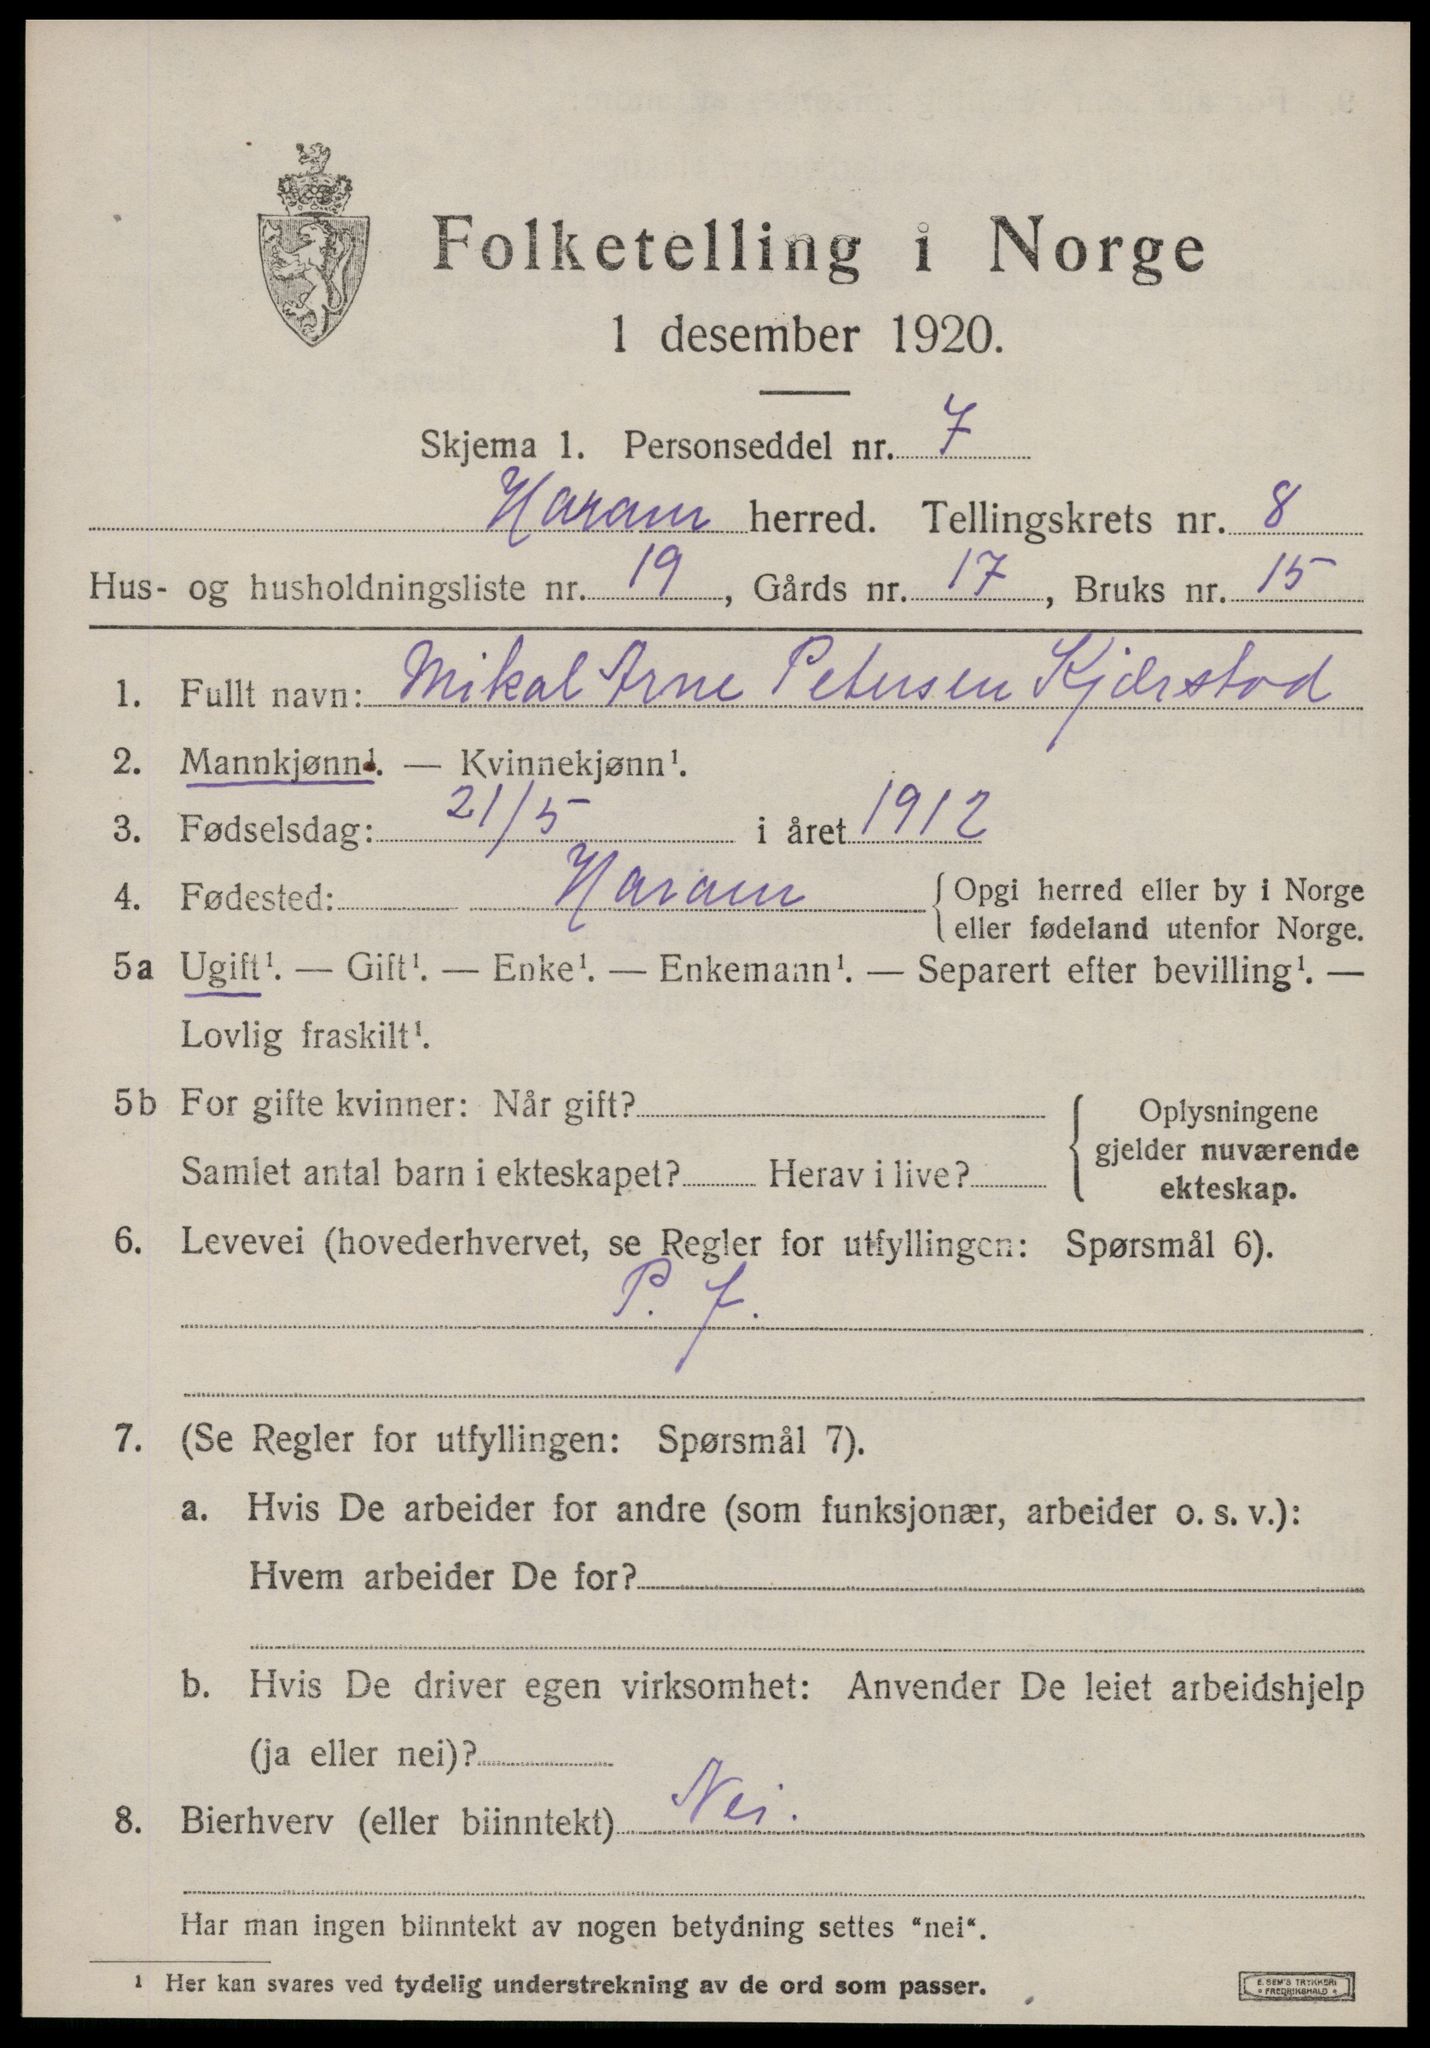 Folketelling i Norge
1 desember 1920.
Skjema 1. Personseddel nr. 7
Haram herred. Tellingskrets nr. 8
Hus- og husholdningsliste nr. 19, Gårds nr. 17, Bruks nr. 15
1. Fullt navn: Mikal Arne Petersen Kjærstad
2. Mannkjønn¹. — Kvinnekjønn¹.
3. Fødselsdag: 21/5 i året 1912
4. Fødested: Haram { Opgi herred eller by i Norge
eller fødeland utenfor Norge.
5a Ugift¹. — Gift¹. — Enke¹. — Enkemann¹. — Separert efter bevilling¹. —
Lovlig fraskilt¹.
5b For gifte kvinner: Når gift? { Oplysningene
gjelder nuværende
Samlet antal barn i ekteskapet? Herav i live? ekteskap.
6. Levevei (hovederhvervet, se Regler for utfyllingen: Spørsmål 6).
P. f.
7. (Se Regler for utfyllingen: Spørsmål 7).
a. Hvis De arbeider for andre (som funksjonær, arbeider o. s. v.):
Hvem arbeider De for?
b. Hvis De driver egen virksomhet: Anvender De leiet arbeidshjelp
(ja eller nei)?
8. Bierhverv (eller biinntekt) Nei.
Har man ingen biinntekt av nogen betydning settes "nei".
¹ Her kan svares ved tydelig understrekning av de ord som passer.
E. SEM'S TRYKKERI
FREDRIKSHALD